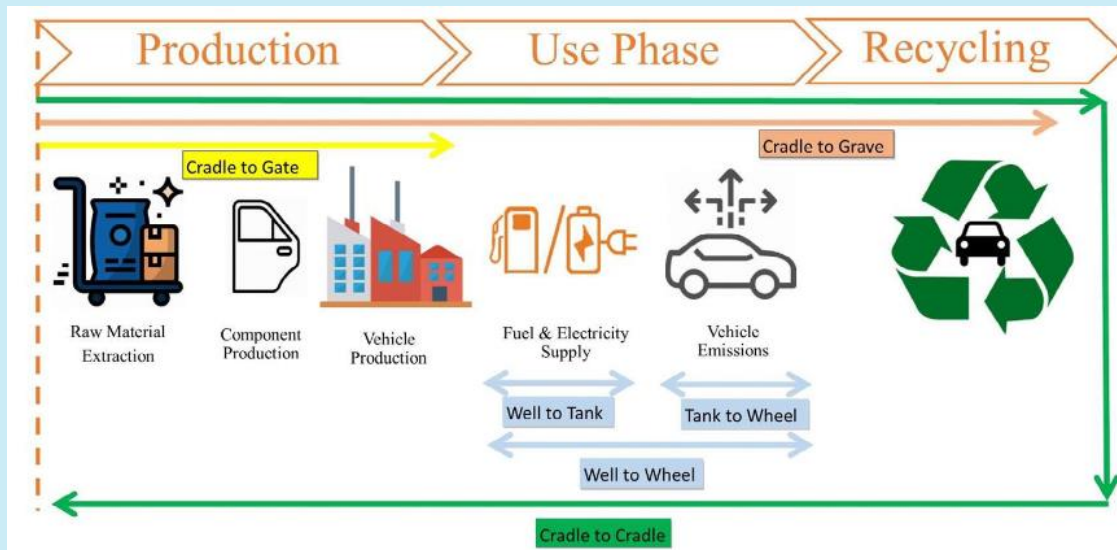 Production
Use Phase
Recycling
Cradle to Grave
Cradle to Gate
Raw Material
Extraction
Component
Production
Vehicle
Production
Fuel & Electricity
Supply
Vehicle
Emissions
Well to Tank
Tank to Wheel
Well to Wheel
Cradle to Cradle